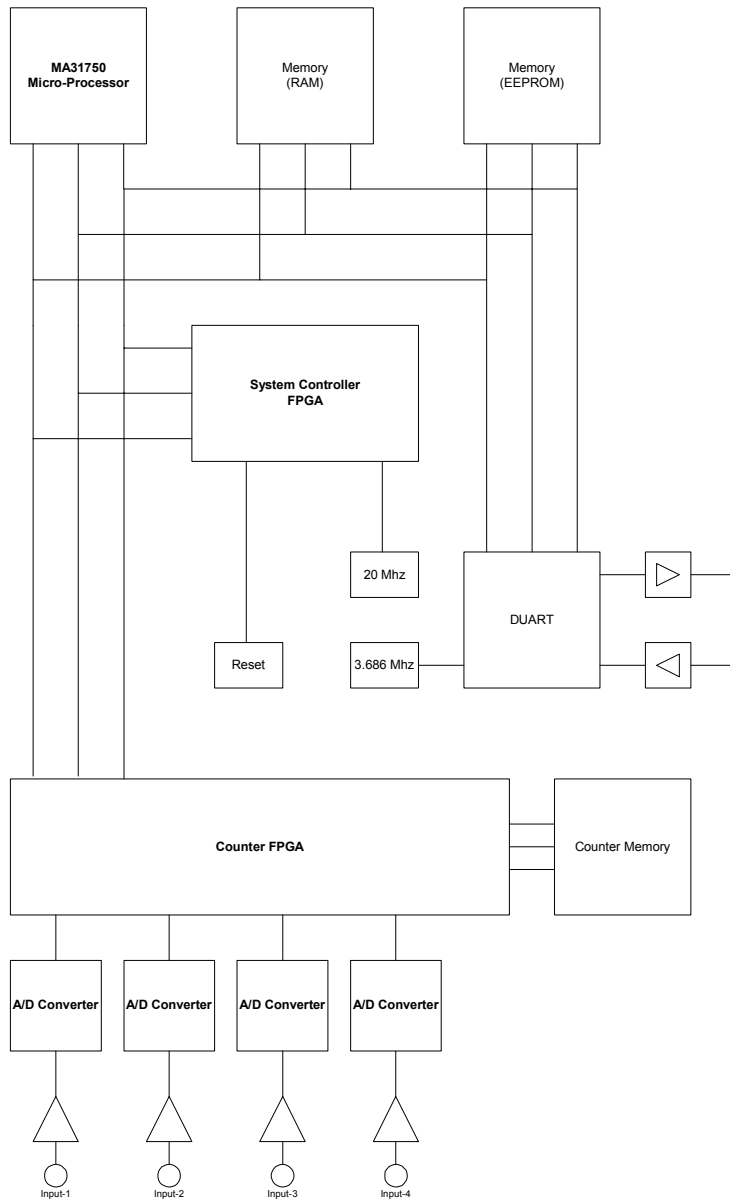 MA31750
Micro-Processor
Memory
(RAM)
Memory
(EEPROM)
System Controller
FPGA
20 Mhz
DUART
Reset
3.686 Mhz
Counter FPGA
Counter Memory
A/D Converter
A/D Converter
A/D Converter
A/D Converter
Input-1
Input-2
Input-3
Input-4